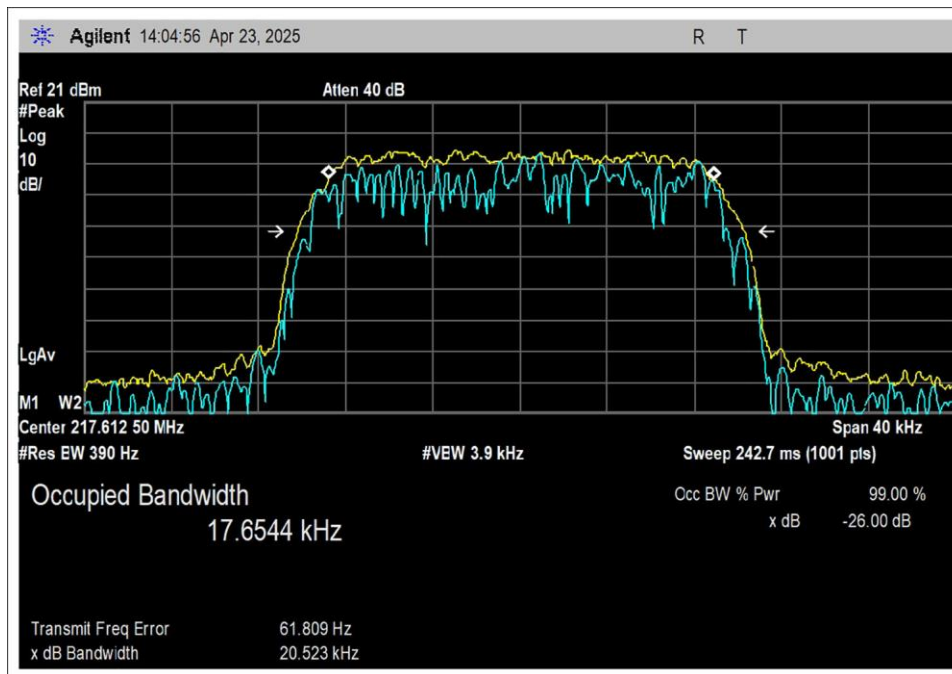 Agilent 14:04:56 Apr 23, 2025 R T
Ref 21 dBm Atten 40 dB
#Peak
Log
10
dB/
LgAv
M1 W2
Center 217.612 50 MHz Span 40 kHz
#Res EW 390 Hz #VBW 3.9 kHz Sweep 242.7 ms (1001 pts)
Occupied Bandwidth Occ BW % Pwr 99.00 %
17.6544 kHz x dB -26.00 dB
Transmit Freq Error 61.809 Hz
x dB Bandwidth 20.523 kHz